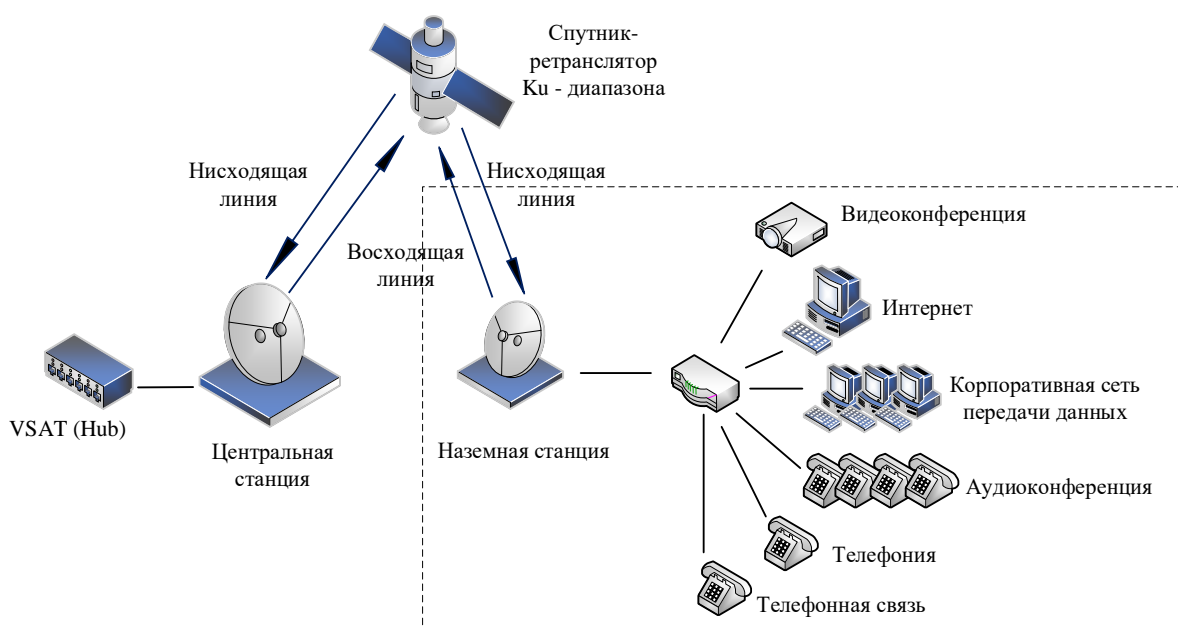 Спутник-
ретранслятор
Ku - диапазона
Нисходящая
линия
Нисходящая
линия
Восходящая
линия
Видеоконференция
Интернет
Корпоративная сеть
передачи данных
VSAT (Hub)
Центральная
станция
Наземная станция
Аудиоконференция
Телефония
Телефонная связь